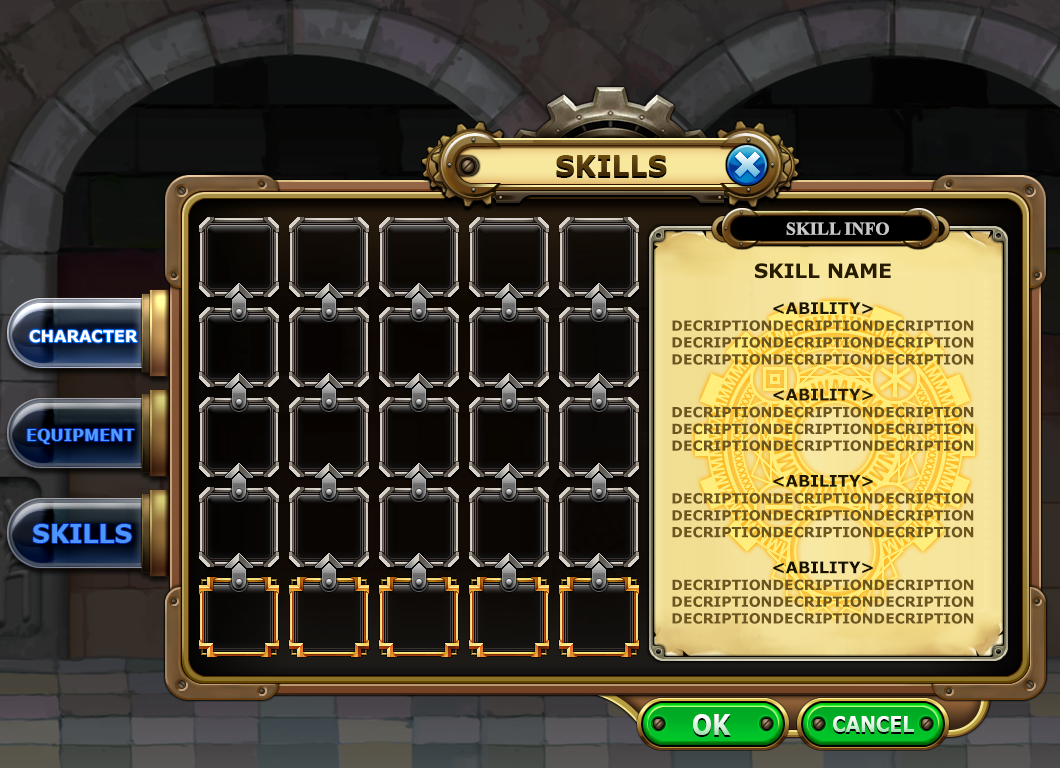 SKILLS
SKILL INFO
SKILL NAME
<ABILITY>
DECRIPTIONDECRIPTIONDECRIPTION
DECRIPTIONDECRIPTIONDECRIPTION
DECRIPTIONDECRIPTIONDECRIPTION
<ABILITY>
DECRIPTIONDECRIPTIONDECRIPTION
DECRIPTIONDECRIPTIONDECRIPTION
DECRIPTIONDECRIPTIONDECRIPTION
<ABILITY>
DECRIPTIONDECRIPTIONDECRIPTION
DECRIPTIONDECRIPTIONDECRIPTION
DECRIPTIONDECRIPTIONDECRIPTION
<ABILITY>
DECRIPTIONDECRIPTIONDECRIPTION
DECRIPTIONDECRIPTIONDECRIPTION
DECRIPTIONDECRIPTIONDECRIPTION
CHARACTER
EQUIPMENT
SKILLS
OK
CANCEL